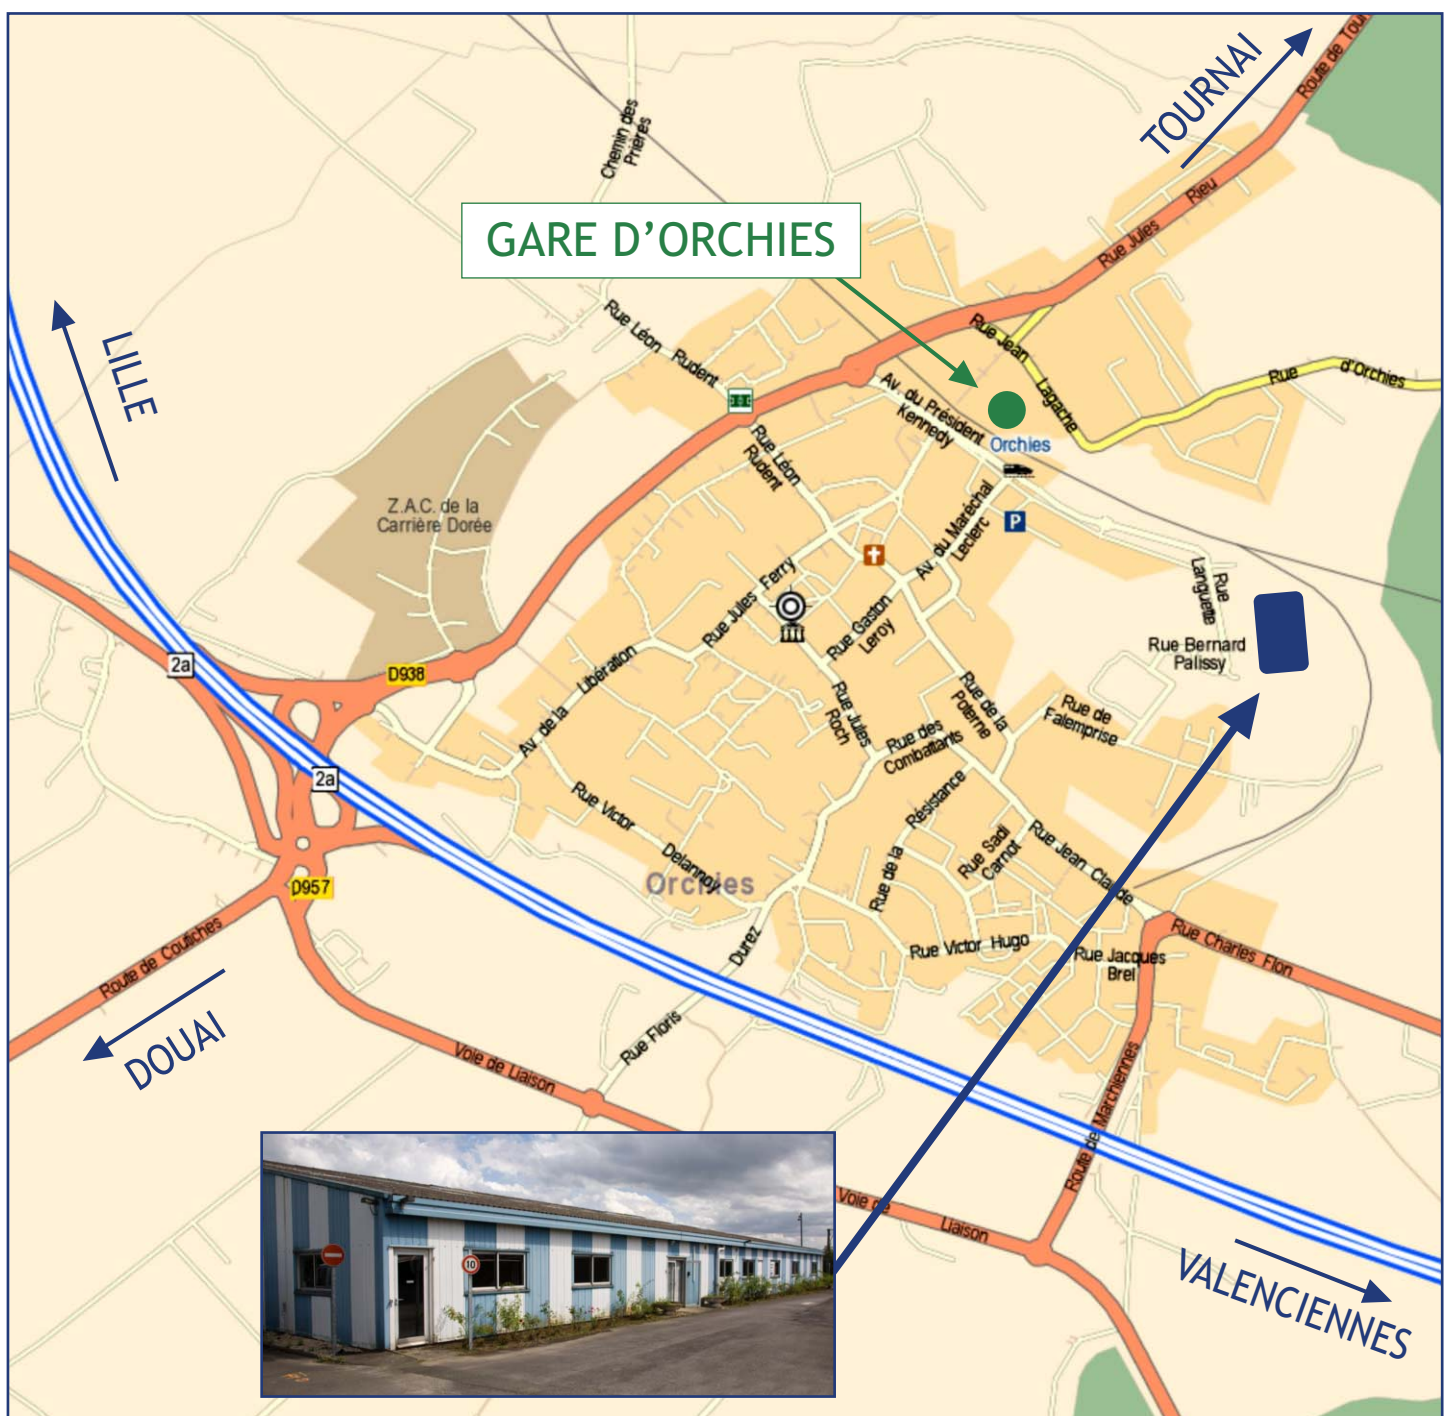 TOURNAI
Route de Tour
Chemin des
Prières
Rue Jules Rieu
GARE D'ORCHIES
LILLE
Rue Léon Rudent
Rue Jean Lagache
Rue d'Orchies
Av. du Président
Kennedy
Orchies
P
Rue Léon
Rudent
Z.A.C. de la
Carrière Dorée
Av. du Maréchal
Leclerc
Rue Jules Ferry
Rue Gaston
Leroy
Rue
Languette
Rue Bernard
Palissy
2a
D938
Av. de la Libération
Rue Jules
Roch
Rue de la
Poterne
Rue de
Falemprise
Rue des
Combattants
2a
Rue Victor Delannoy
Rue de la Résistance
Rue Sadi
Carnot
Rue Jean Claude
D957
Orchies
Route de Coutiches
Rue Floris Durez
Rue Victor Hugo
Rue Jacques
Brel
Rue Charles Flon
DOUAI
Voie de Liaison
Route de Marchiennes
Voie de Liaison
VALENCIENNES
10